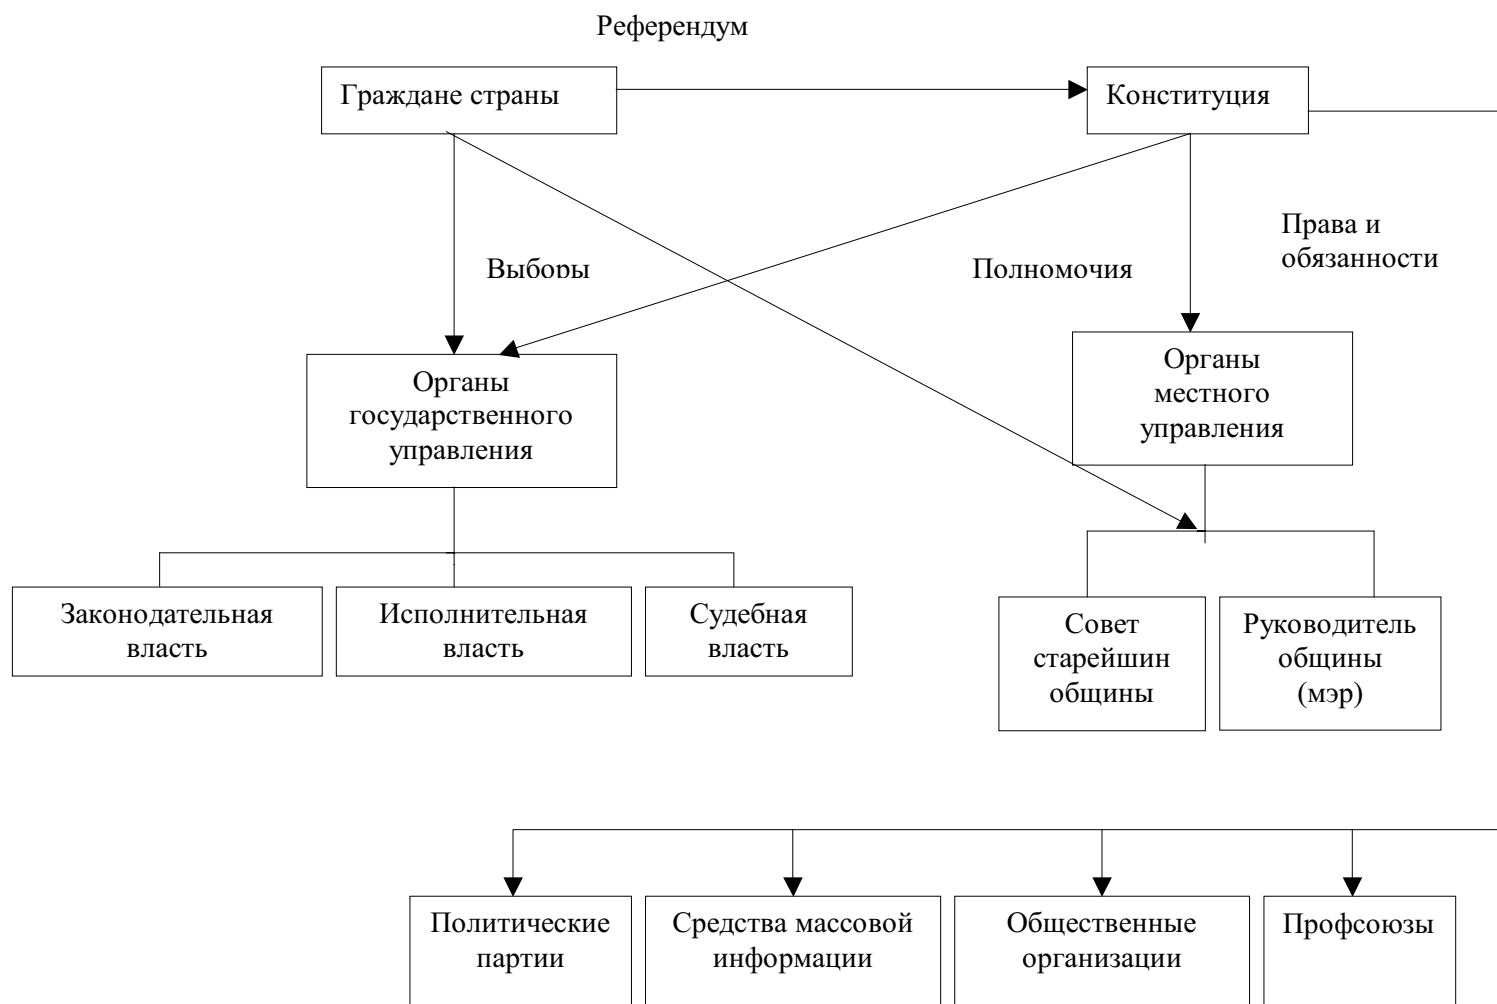 Референдум
Граждане страны
Конституция
Права и
обязанности
Выборы
Полномочия
Органы
государственного
управления
Органы
местного
управления
Законодательная
власть
Исполнительная
власть
Судебная
власть
Совет
старейшин
общины
Руководитель
общины
(мэр)
Политические
партии
Средства массовой
информации
Общественные
организации
Профсоюзы